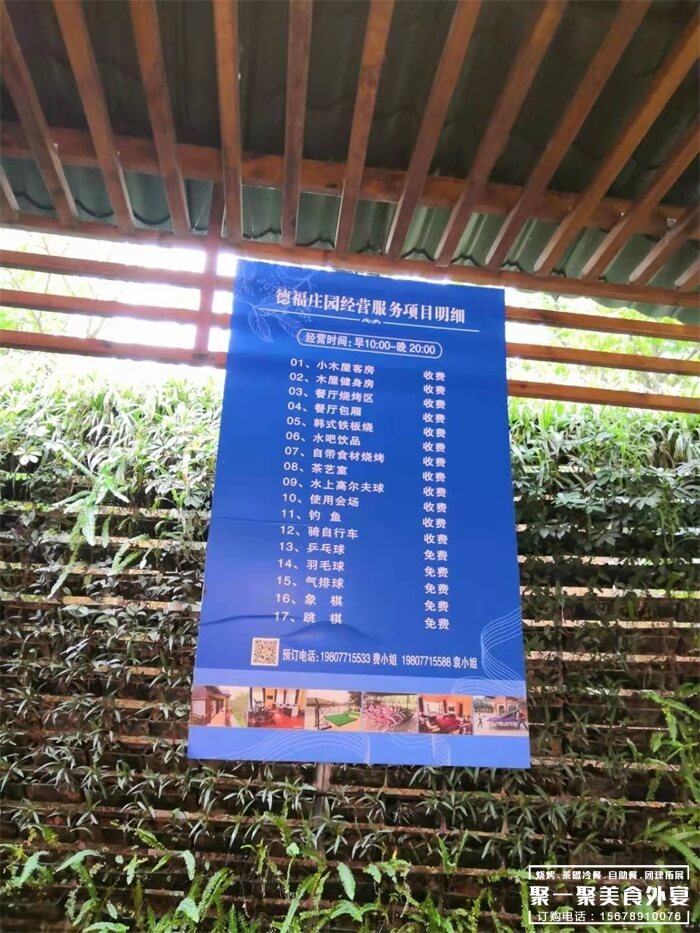 德福庄园经营服务项目明细
经营时间:早10:00-晚 20:00
01、小木屋客房 收费
02、木屋健身房 收费
03、餐厅烧烤区 收费
04、餐厅包厢 收费
05、韩式铁板烧 收费
06、水吧饮品 收费
07、自带食材烧烤 收费
08、茶艺室 收费
09、水上高尔夫球 收费
10、使用会场 收费
11、钓 鱼 收费
12、骑自行车 收费
13、乒乓球 免费
14、羽毛球 免费
15、气排球 免费
16、象 棋 免费
17、跳 棋 免费
预订电话:19807715533 黄小姐 19807715588 袁小姐
烧烤.茶歇冷餐.自助餐.团建拓展
聚一聚美食外宴
订购电话:15678910076